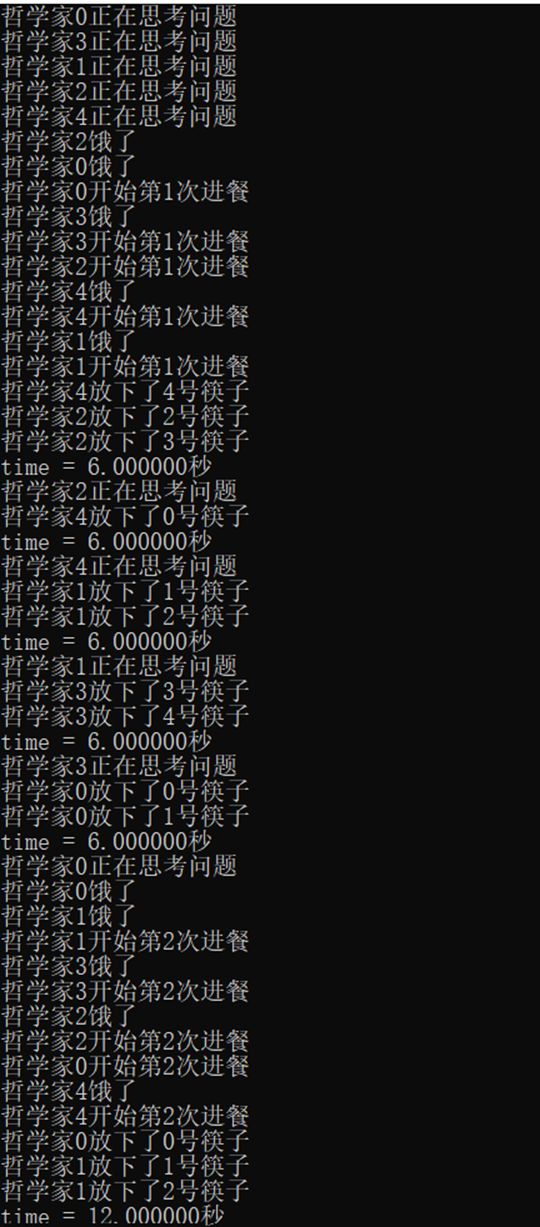 哲学家0正在思考问题
哲学家3正在思考问题
哲学家1正在思考问题
哲学家2正在思考问题
哲学家4正在思考问题
哲学家2饿了
哲学家0饿了
哲学家0开始第1次进餐
哲学家3饿了
哲学家3开始第1次进餐
哲学家2开始第1次进餐
哲学家4饿了
哲学家4开始第1次进餐
哲学家1饿了
哲学家1开始第1次进餐
哲学家4放下了4号筷子
哲学家2放下了2号筷子
哲学家2放下了3号筷子
time = 6.000000秒
哲学家2正在思考问题
哲学家4放下了0号筷子
time = 6.000000秒
哲学家4正在思考问题
哲学家1放下了1号筷子
哲学家1放下了2号筷子
time = 6.000000秒
哲学家1正在思考问题
哲学家3放下了3号筷子
哲学家3放下了4号筷子
time = 6.000000秒
哲学家3正在思考问题
哲学家0放下了0号筷子
哲学家0放下了1号筷子
time = 6.000000秒
哲学家0正在思考问题
哲学家0饿了
哲学家1饿了
哲学家1开始第2次进餐
哲学家3饿了
哲学家3开始第2次进餐
哲学家2饿了
哲学家2开始第2次进餐
哲学家0开始第2次进餐
哲学家4饿了
哲学家4开始第2次进餐
哲学家0放下了0号筷子
哲学家1放下了1号筷子
哲学家1放下了2号筷子
time = 12.000000秒